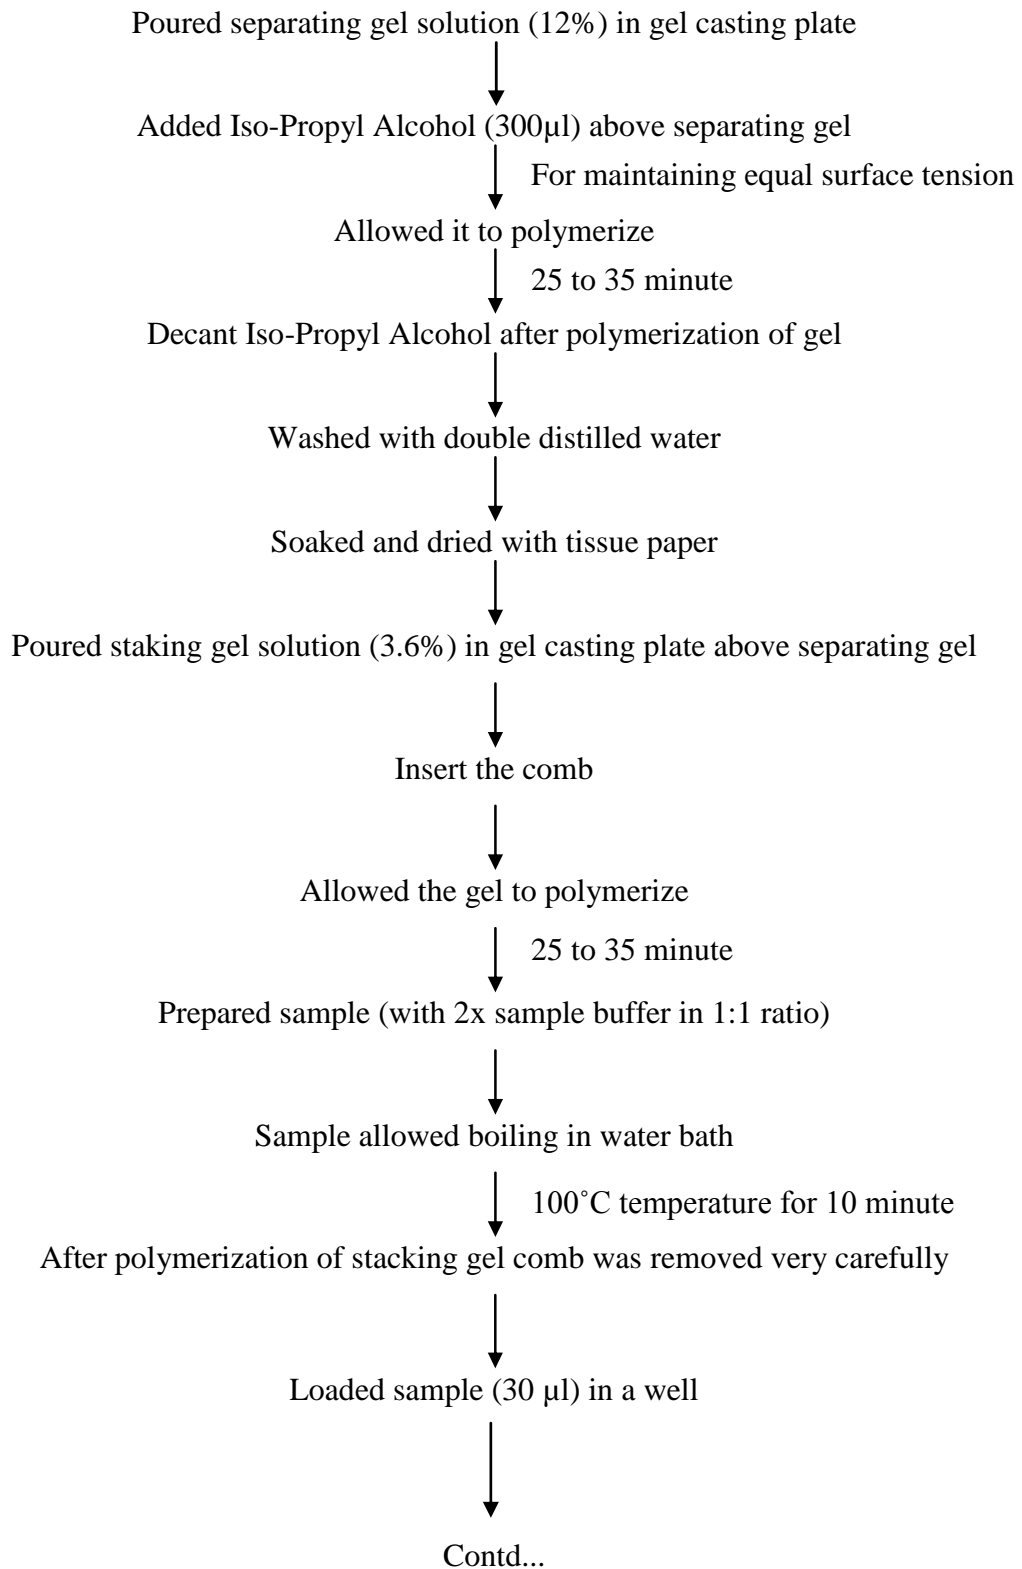 Poured separating gel solution (12%) in gel casting plate
Added Iso-Propyl Alcohol (300µl) above separating gel
For maintaining equal surface tension
Allowed it to polymerize
25 to 35 minute
Decant Iso-Propyl Alcohol after polymerization of gel
Washed with double distilled water
Soaked and dried with tissue paper
Poured staking gel solution (3.6%) in gel casting plate above separating gel
Insert the comb
Allowed the gel to polymerize
25 to 35 minute
Prepared sample (with 2x sample buffer in 1:1 ratio)
Sample allowed boiling in water bath
100˚C temperature for 10 minute
After polymerization of stacking gel comb was removed very carefully
Loaded sample (30 µl) in a well
Contd...